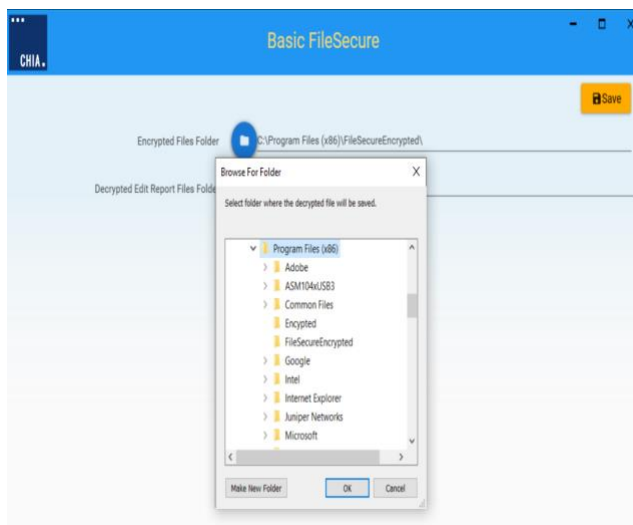 CHIA.
Basic FileSecure
Save
Encrypted Files Folder
C:\Program Files (x86)\FileSecureEncrypted\
Browse For Folder
Decrypted Edit Report Files Folde
Select folder where the decrypted file will be saved.
Program Files (x86)
Adobe
ASM104xUSB3
Common Files
Encypted
FileSecureEncrypted
Google
Intel
Internet Explorer
Juniper Networks
Microsoft
Make New Folder
OK
Cancel